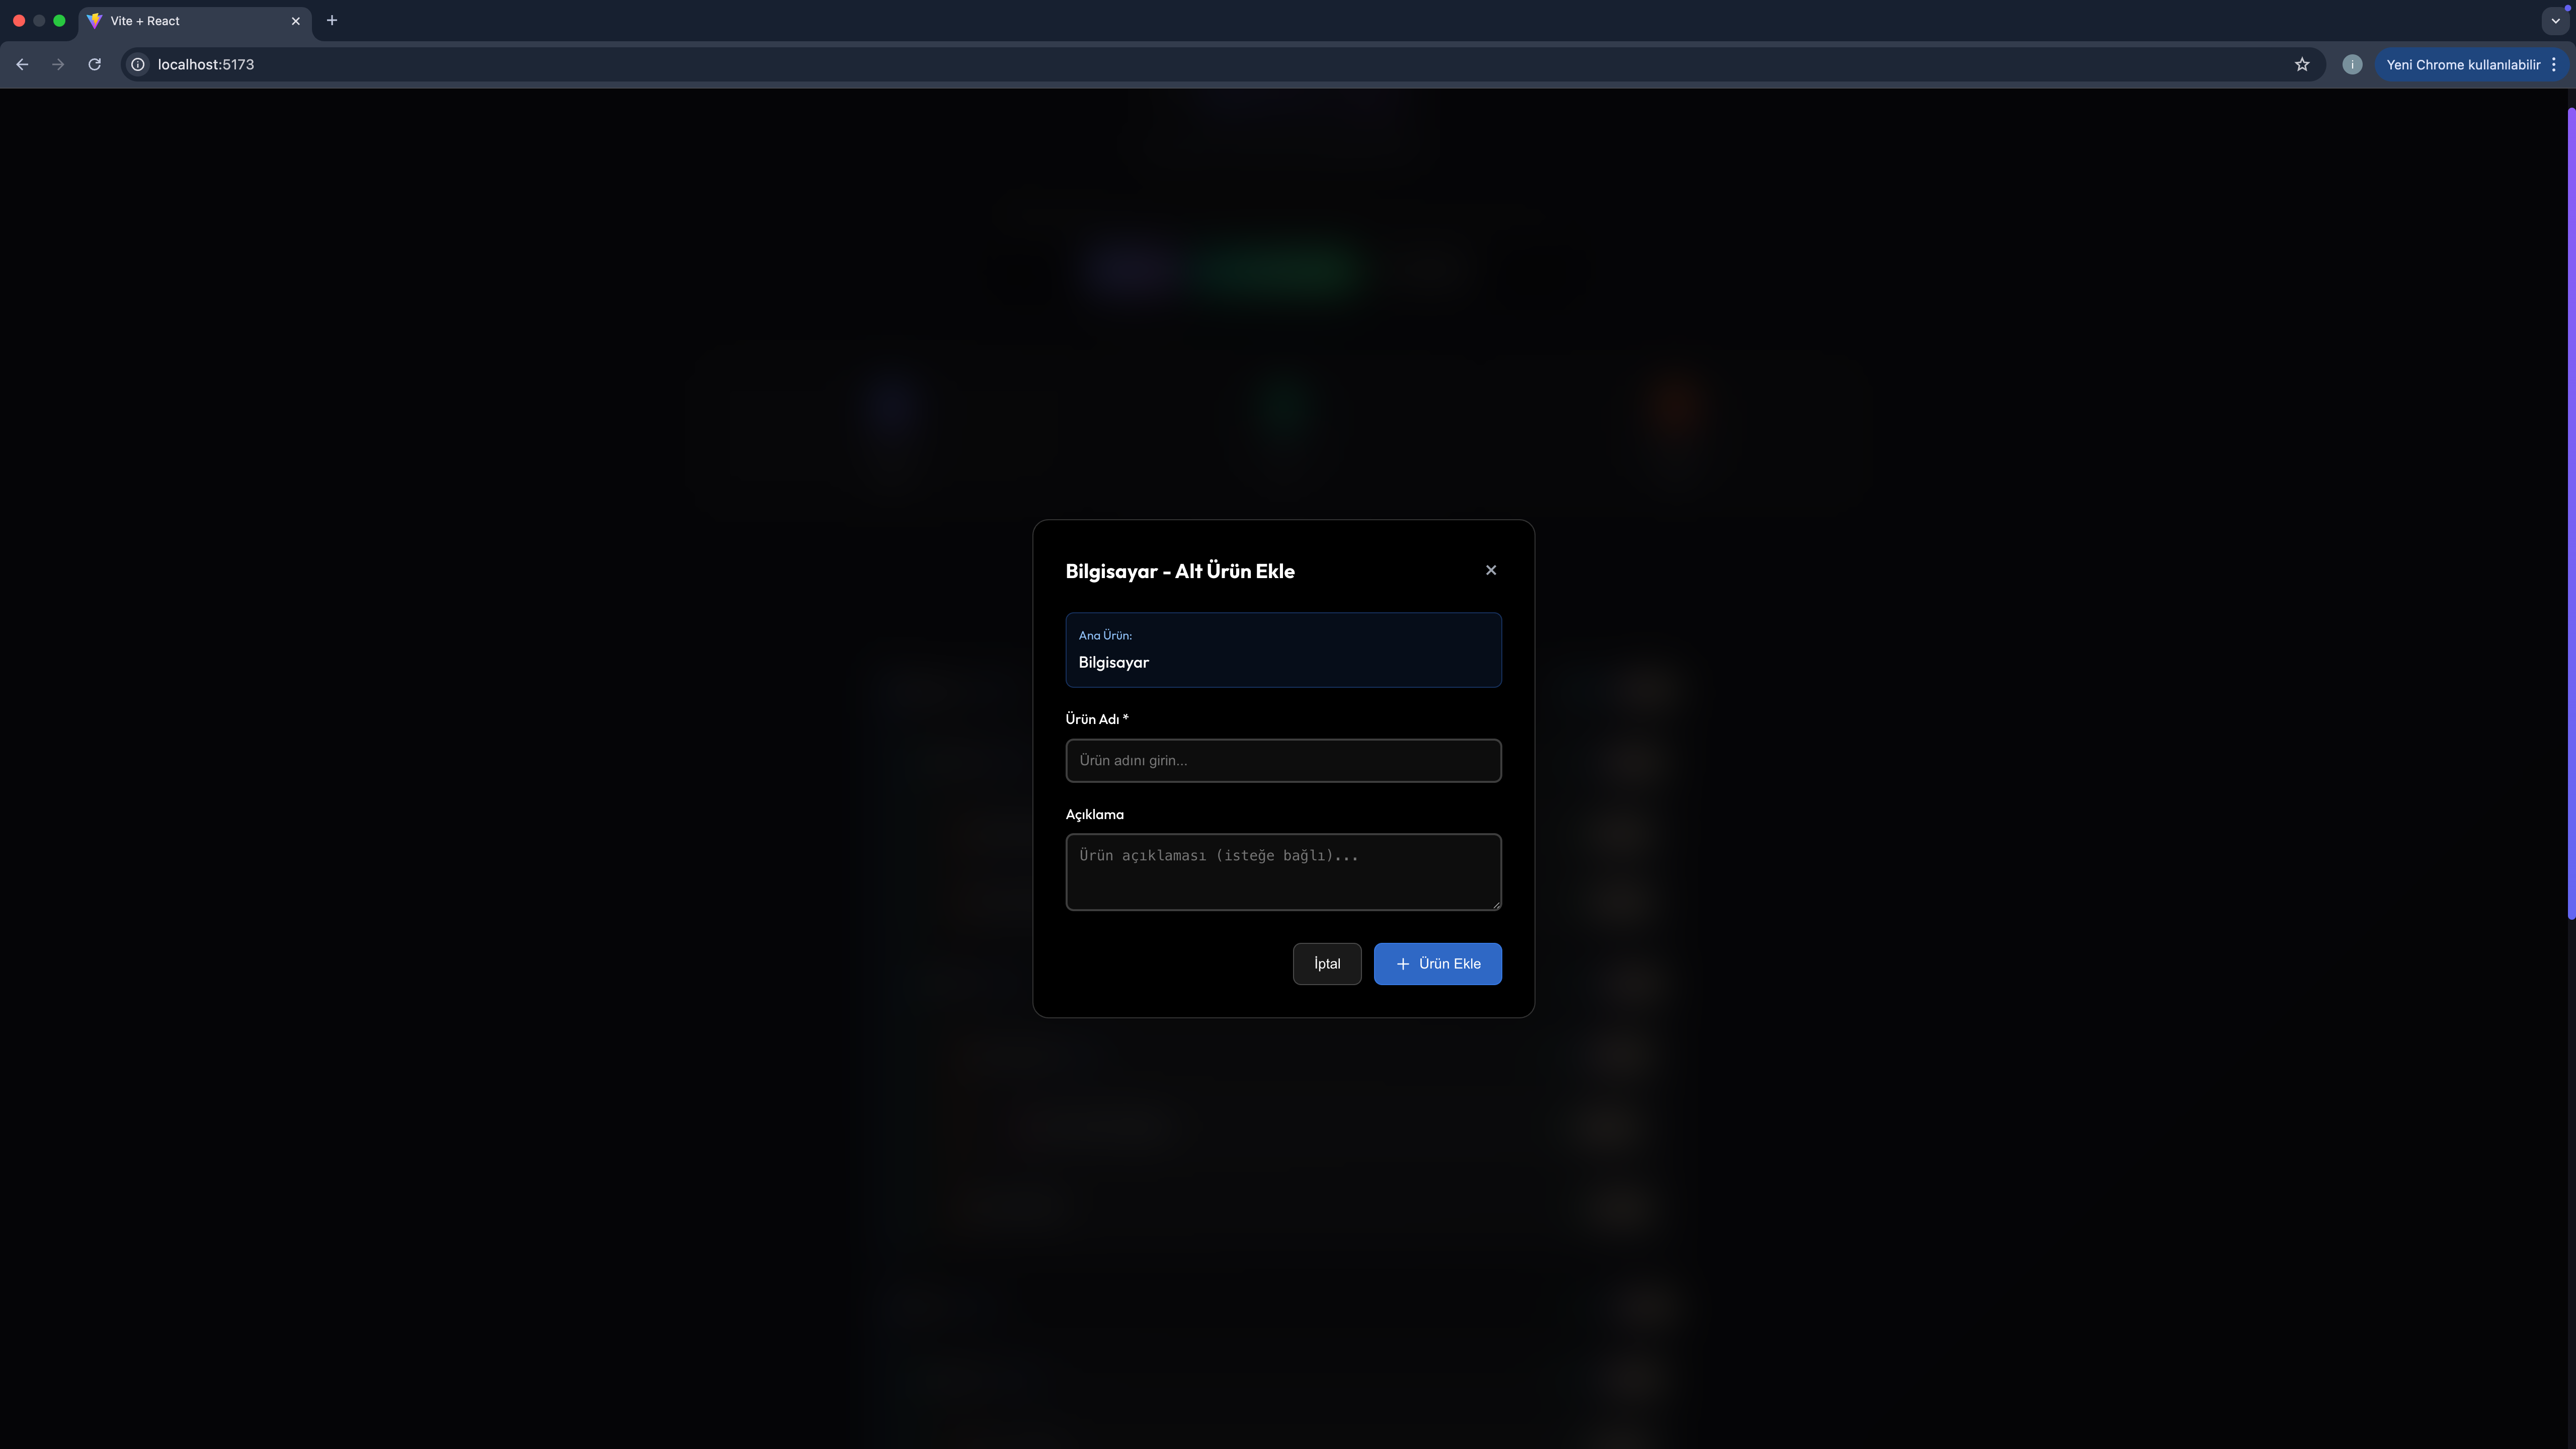 Vite + React
localhost:5173
Yeni Chrome kullanılabilir
Bilgisayar - Alt Ürün Ekle
Ana Ürün:
Bilgisayar
Ürün Adı *
Ürün adını girin...
Açıklama
Ürün açıklaması (isteğe bağlı)...
İptal
Ürün Ekle